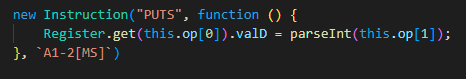 new Instruction("PUTS", function () {
    Register.get(this.op[0]).valD = parseInt(this.op[1]);
}, `A1-2[MS]`)